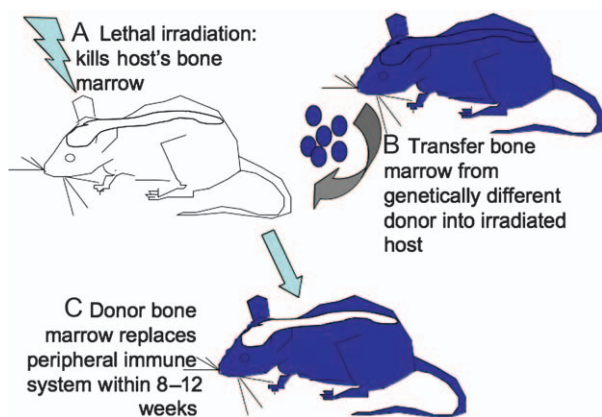 A Lethal irradiation:
kills host's bone
marrow
B Transfer bone
marrow from
genetically different
donor into irradiated
host
C Donor bone
marrow replaces
peripheral immune
system within 8–12
weeks